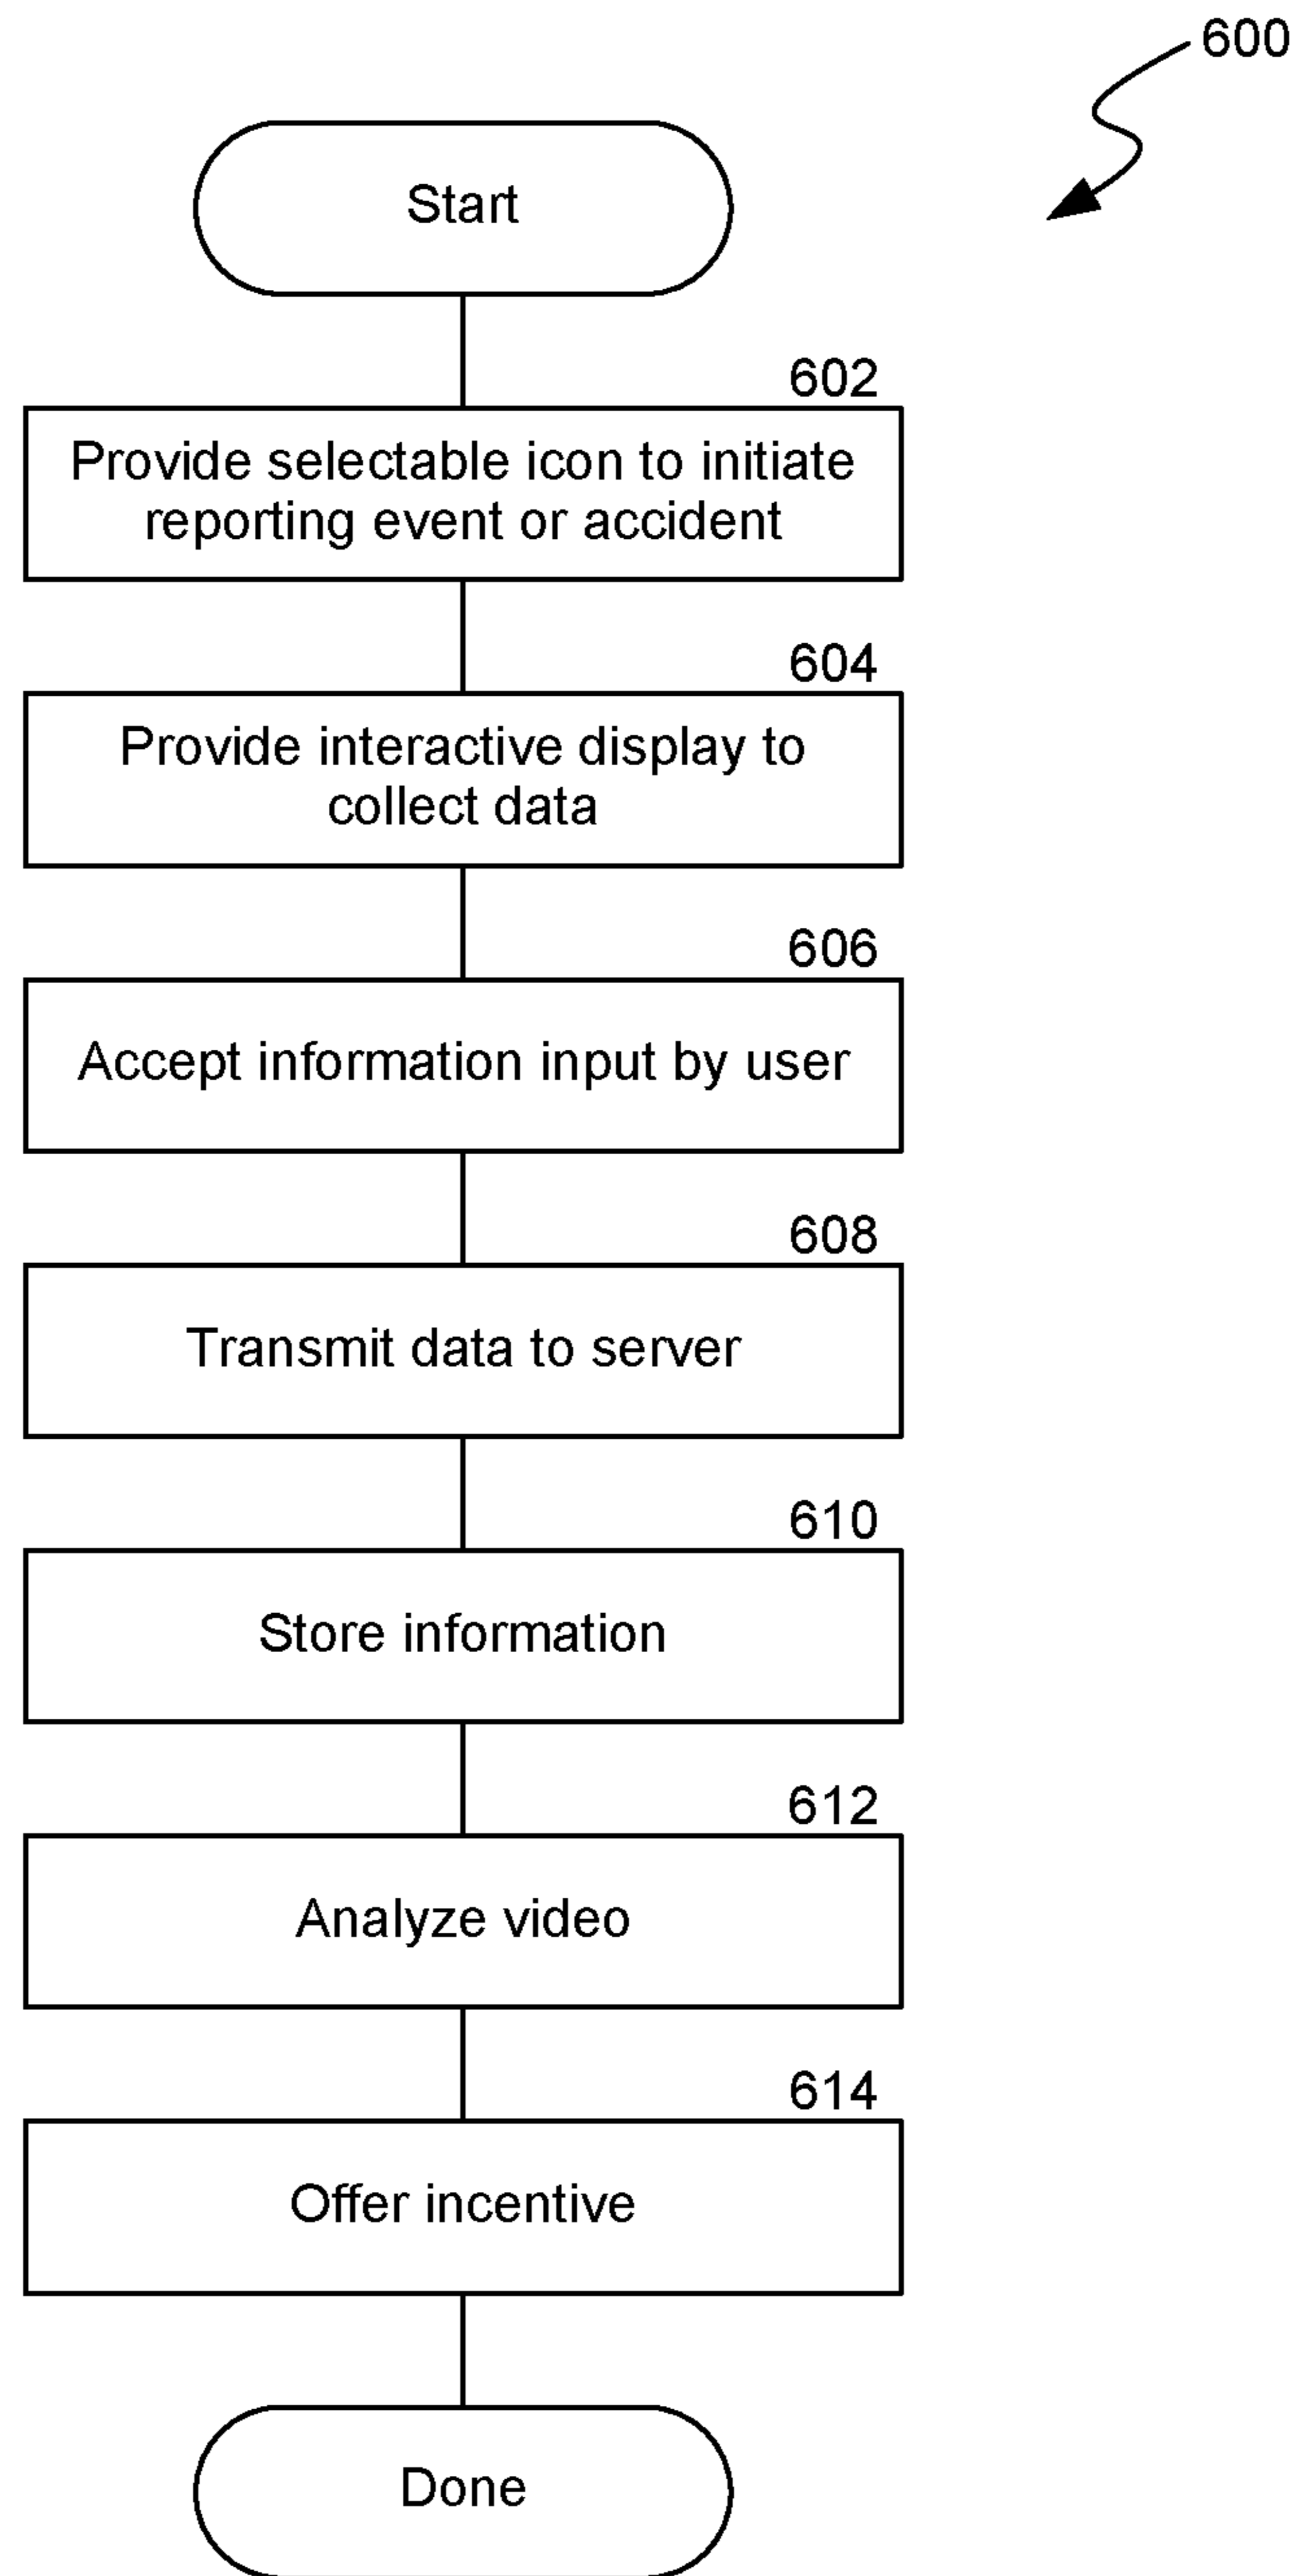 600
Start
602
Provide selectable icon to initiate
reporting event or accident
604
Provide interactive display to
collect data
606
Accept information input by user
608
Transmit data to server
610
Store information
612
Analyze video
614
Offer incentive
Done